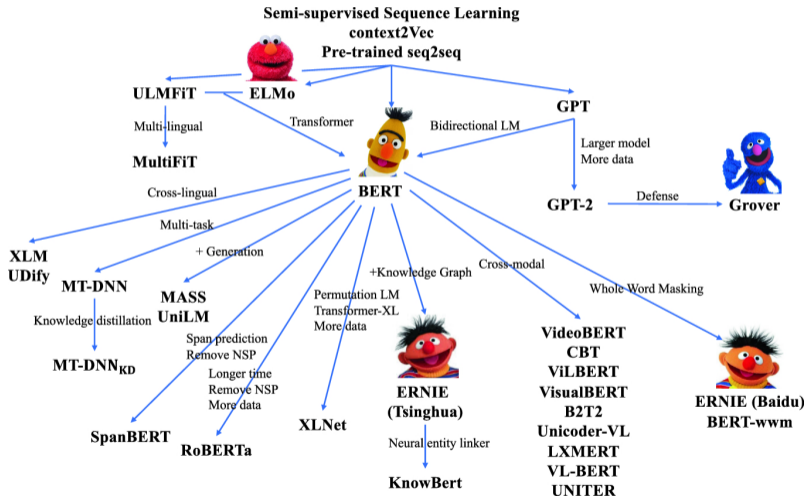 Semi-supervised Sequence Learning
context2Vec
Pre-trained seq2seq
ULMFiT
ELMo
GPT
Multi-lingual
Transformer
Bidirectional LM
Larger model
More data
MultiFiT
BERT
Cross-lingual
GPT-2
Defense
Grover
Multi-task
XLM
UDify
+ Generation
MT-DNN
MASS
UniLM
+Knowledge Graph
Cross-modal
Whole Word Masking
Permutation LM
Transformer-XL
More data
Knowledge distillation
Span prediction
Remove NSP
VideoBERT
CBT
ViLBERT
VisualBERT
B2T2
Unicoder-VL
LXMERT
VL-BERT
UNITER
MT-DNNKD
Longer time
Remove NSP
More data
ERNIE
(Tsinghua)
ERNIE (Baidu)
BERT-wwm
SpanBERT
RoBERTa
XLNet
Neural entity linker
KnowBert